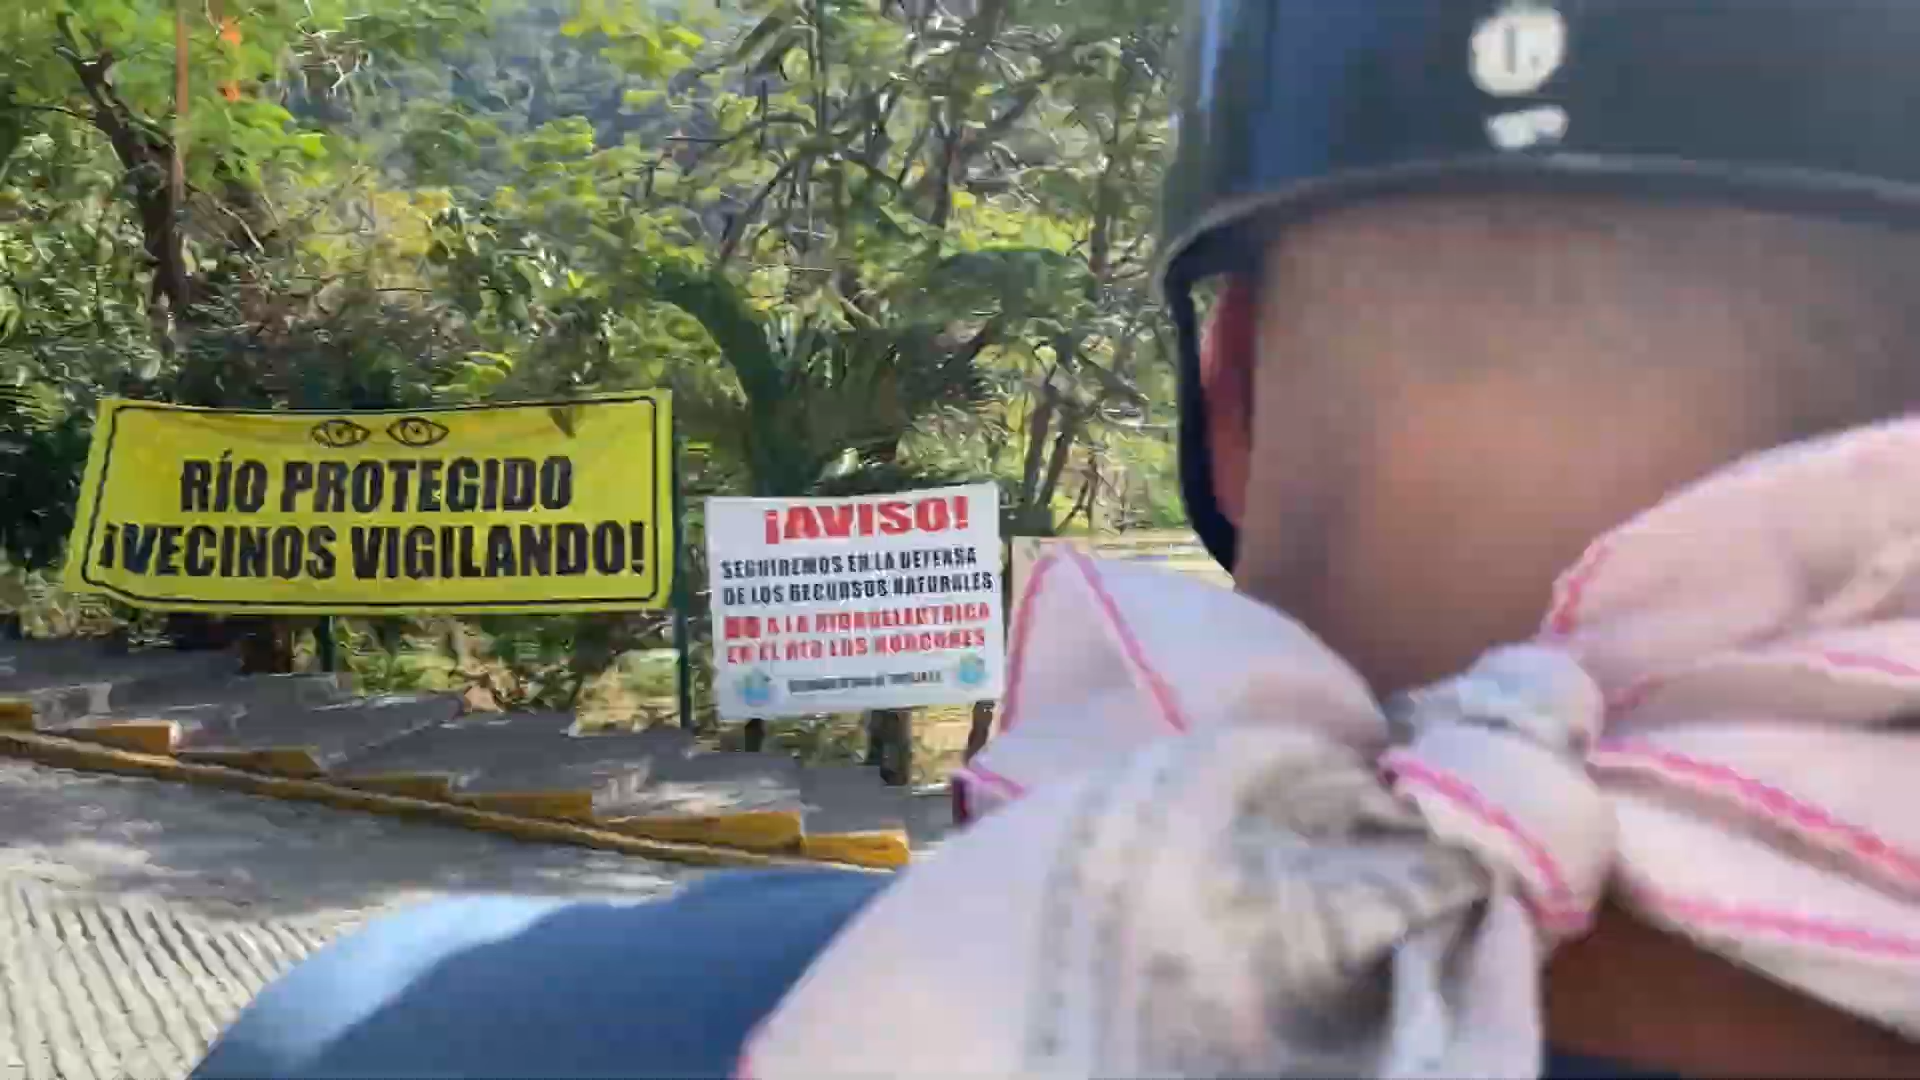 RÍO PROTEGIDO
¡VECINOS VIGILANDO!
¡AVISO!
SEGUIREMOS EN LA DEFENSA
DE LOS RECURSOS NATURALES
NO A LA HIDROELÉCTRICA
EN EL RÍO LOS HORCONES